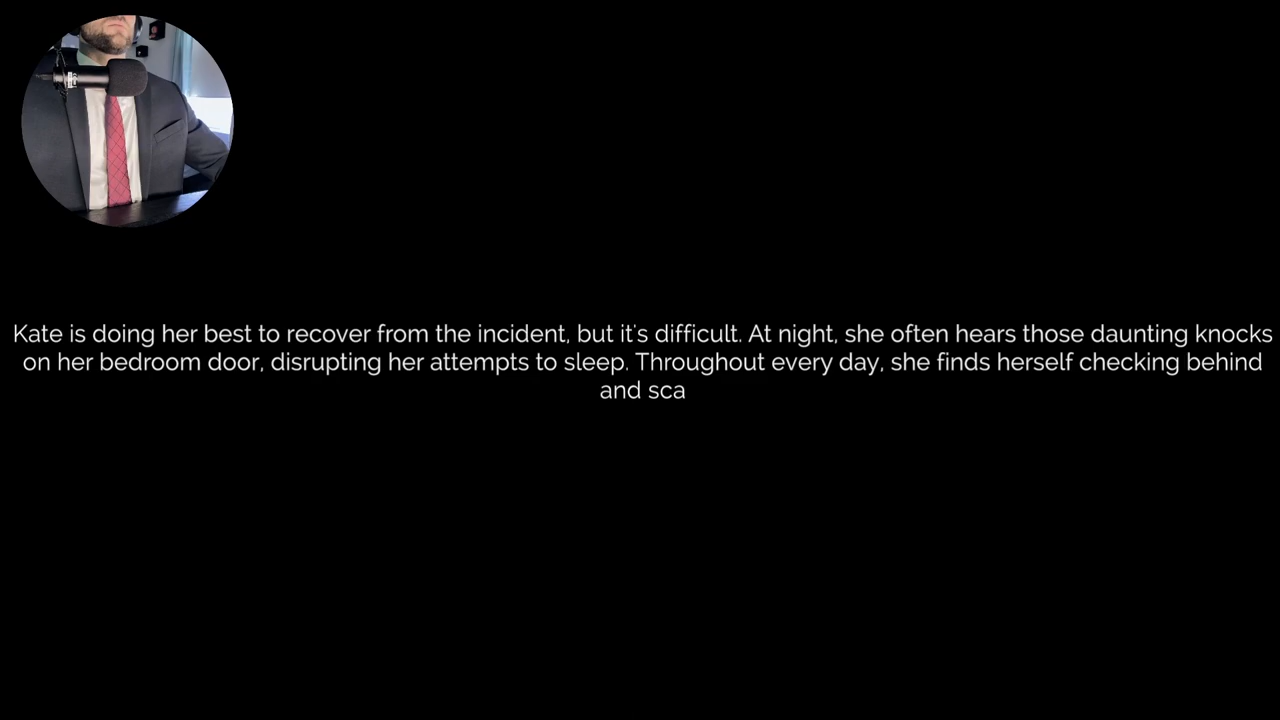 Kate is doing her best to recover from the incident, but it's difficult. At night, she often hears those daunting knocks
on her bedroom door, disrupting her attempts to sleep. Throughout every day, she finds herself checking behind
and sca